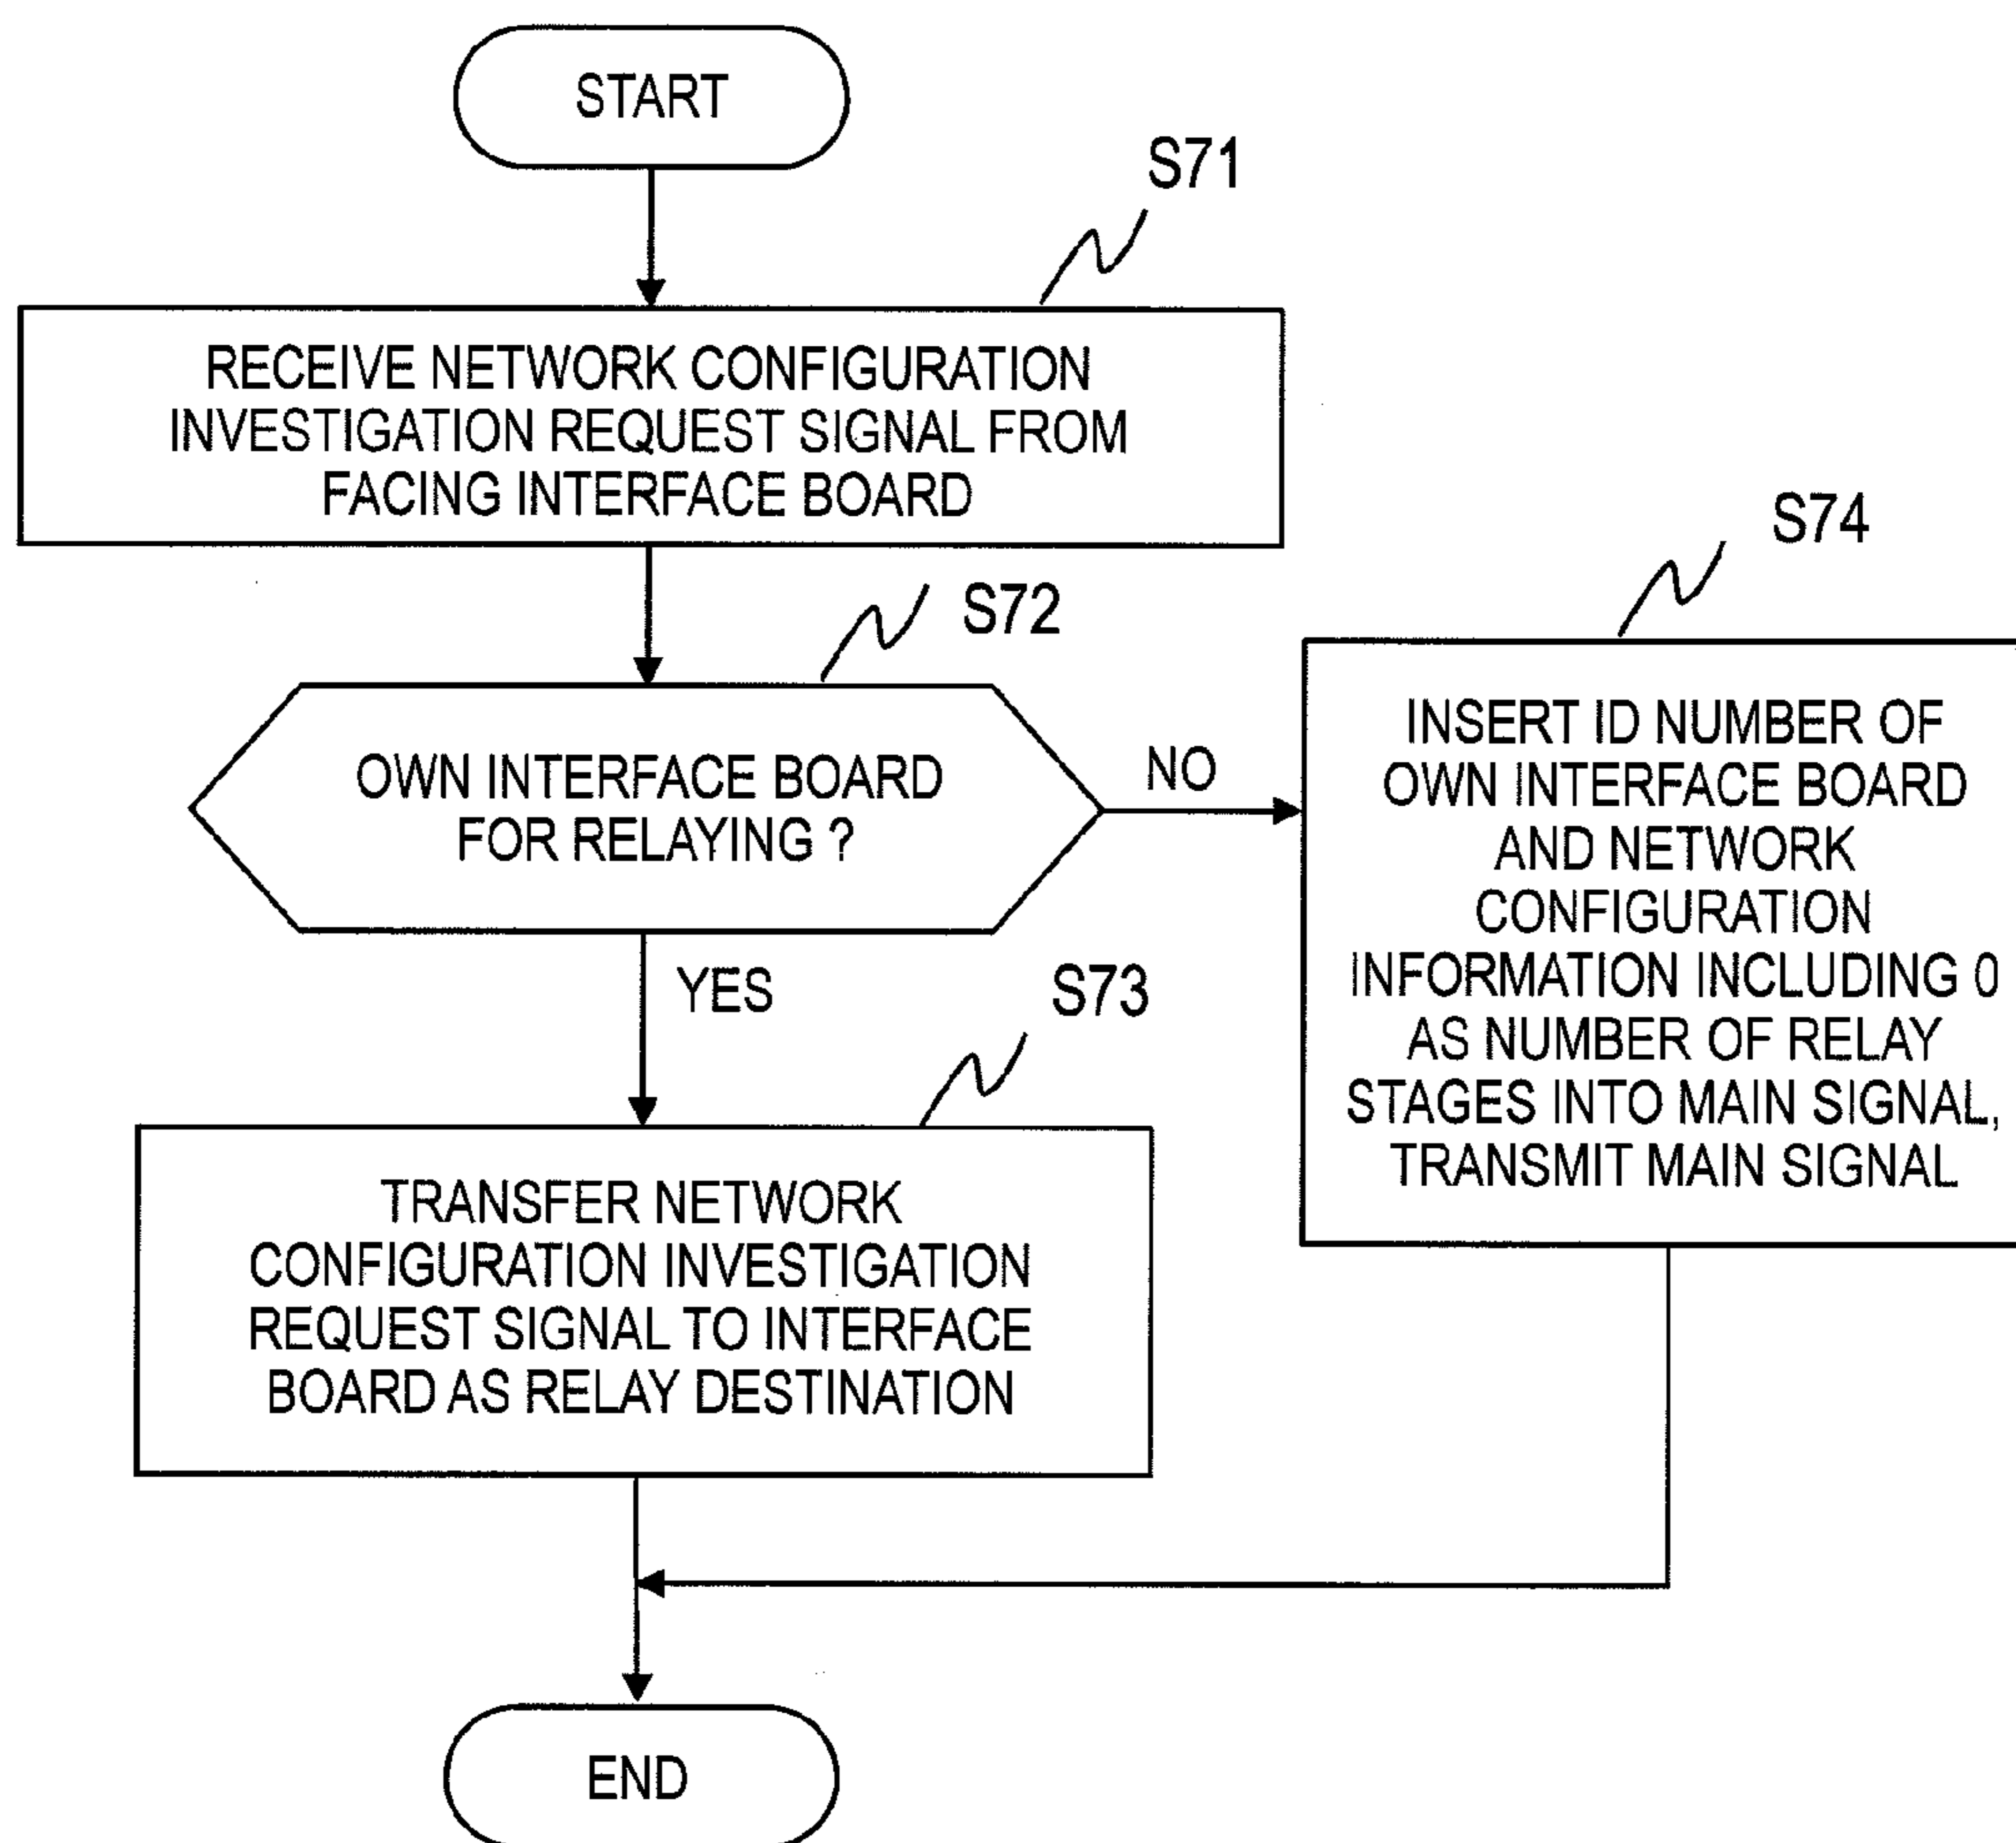 START
S71
RECEIVE NETWORK CONFIGURATION
INVESTIGATION REQUEST SIGNAL FROM
FACING INTERFACE BOARD
S72
OWN INTERFACE BOARD
FOR RELAYING ?
NO
YES
S74
INSERT ID NUMBER OF
OWN INTERFACE BOARD
AND NETWORK
CONFIGURATION
INFORMATION INCLUDING 0
AS NUMBER OF RELAY
STAGES INTO MAIN SIGNAL,
TRANSMIT MAIN SIGNAL
S73
TRANSFER NETWORK
CONFIGURATION INVESTIGATION
REQUEST SIGNAL TO INTERFACE
BOARD AS RELAY DESTINATION
END